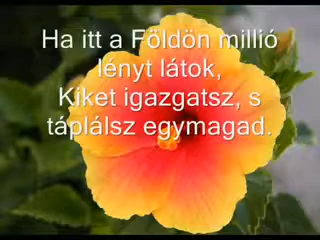 Ha itt a Földön millió
lényt látok,
Kiket igazgatsz, s
táplálsz egymagad.